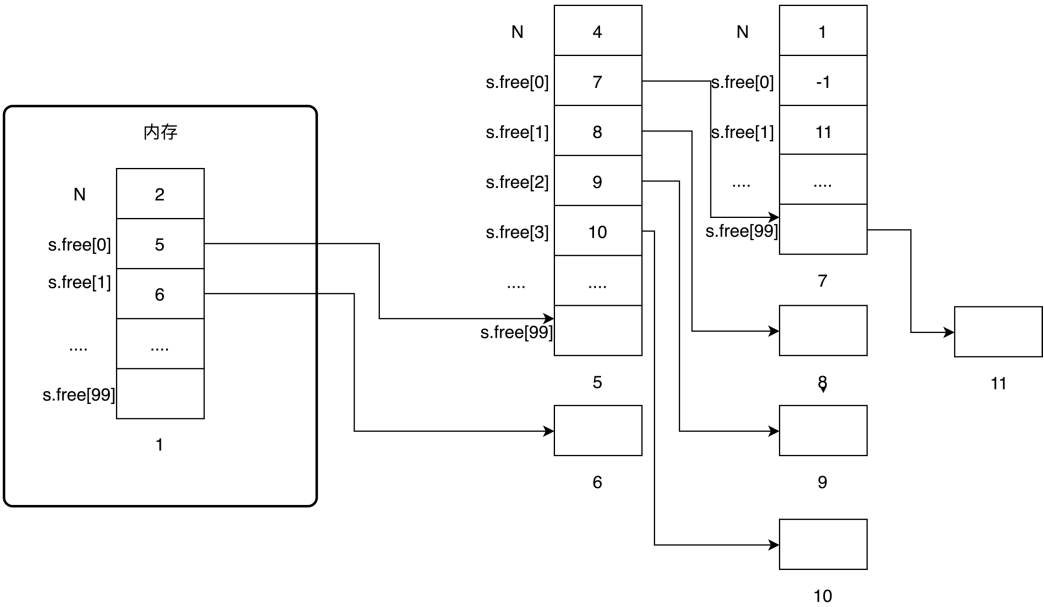 内存
N 2
s.free[0] 5
s.free[1] 6
.... ....
s.free[99]
1
N 4
s.free[0] 7
s.free[1] 8
s.free[2] 9
s.free[3] 10
.... ....
s.free[99]
5
6
N 1
s.free[0] -1
s.free[1] 11
.... ....
s.free[99]
7
8
9
10
11